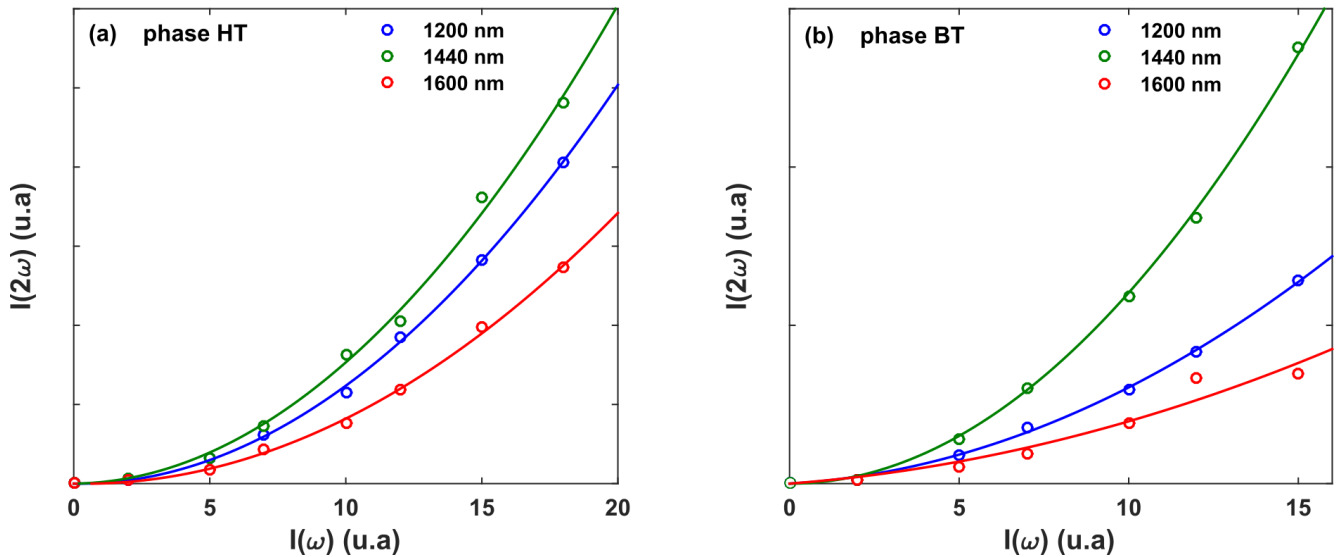 (a) phase HT
1200 nm
1440 nm
1600 nm
I(2ω) (u.a)
0 5 10 15 20
I(ω) (u.a)
(b) phase BT
1200 nm
1440 nm
1600 nm
I(2ω) (u.a)
0 5 10 15
I(ω) (u.a)